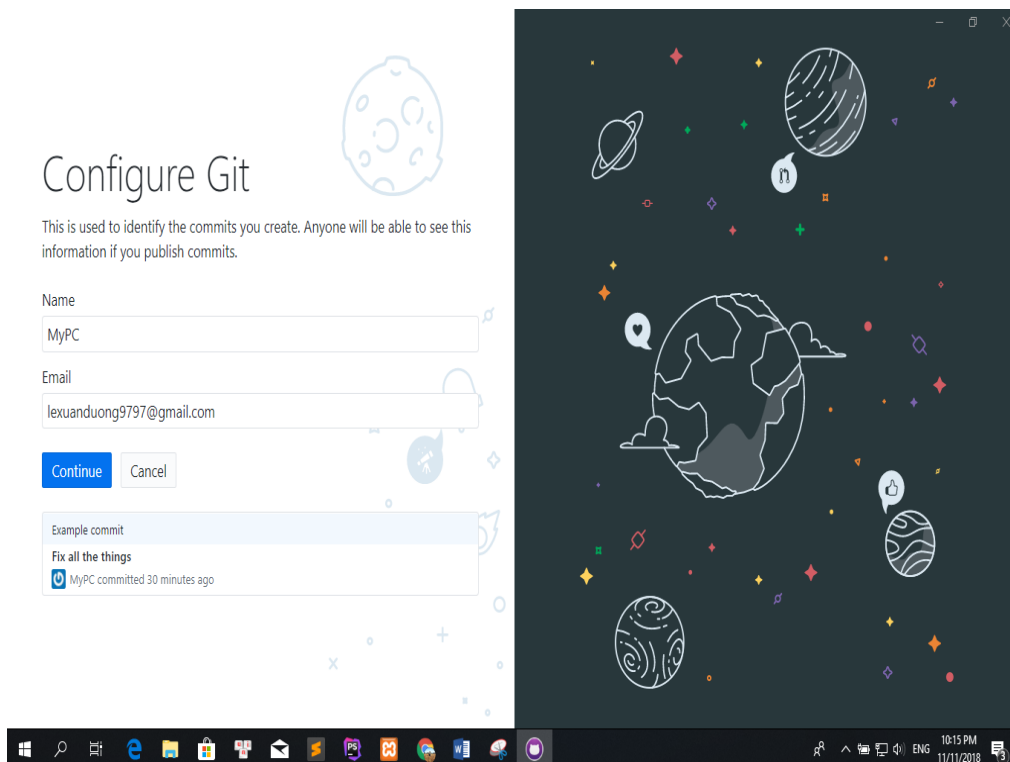 Configure Git
This is used to identify the commits you create. Anyone will be able to see this
information if you publish commits.
Name
MyPC
Email
lexuanduong9797@gmail.com
Continue Cancel
Example commit
Fix all the things
MyPC committed 30 minutes ago
PS
W
ENG
10:15 PM
11/11/2018
3